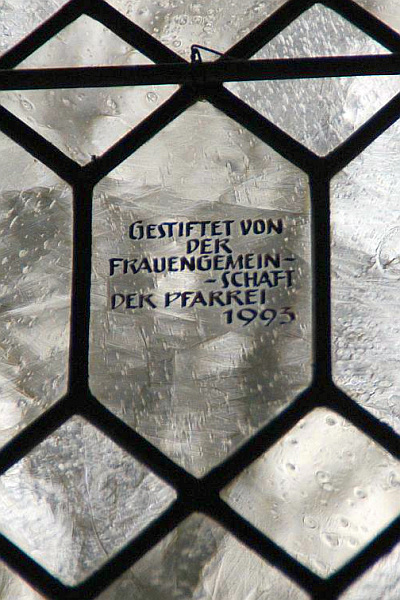 GESTIFTET VON
DER
FRAUENGEMEIN-
-SCHAFT
DER PFARREI
1993